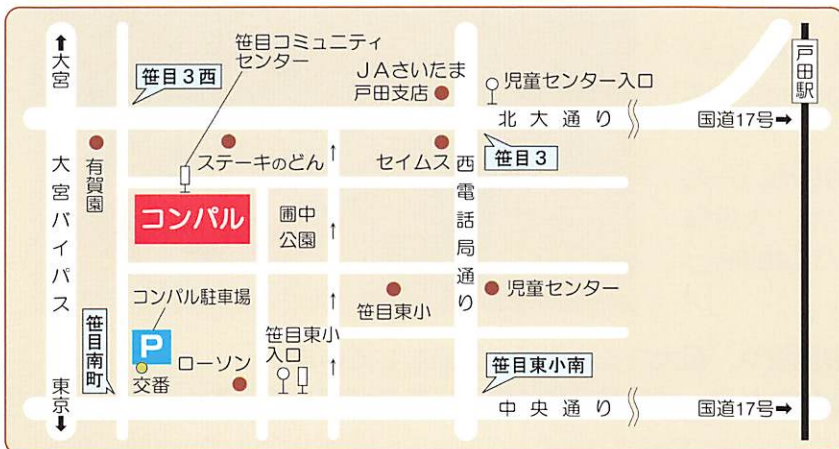 ↑大宮
笹目3西
笹目コミュニティ
センター
JAさいたま
戸田支店
児童センター入口
戸田駅
北大通り
国道17号➡
有賀園
ステーキのどん
セイムス
笹目3
大宮バイパス
コンパル
圃中
公園
西電話局通り
コンパル駐車場
笹目東小
児童センター
笹目南町
P
交番
ローソン
笹目東小
入口
笹目東小南
東京↓
中央通り
国道17号➡